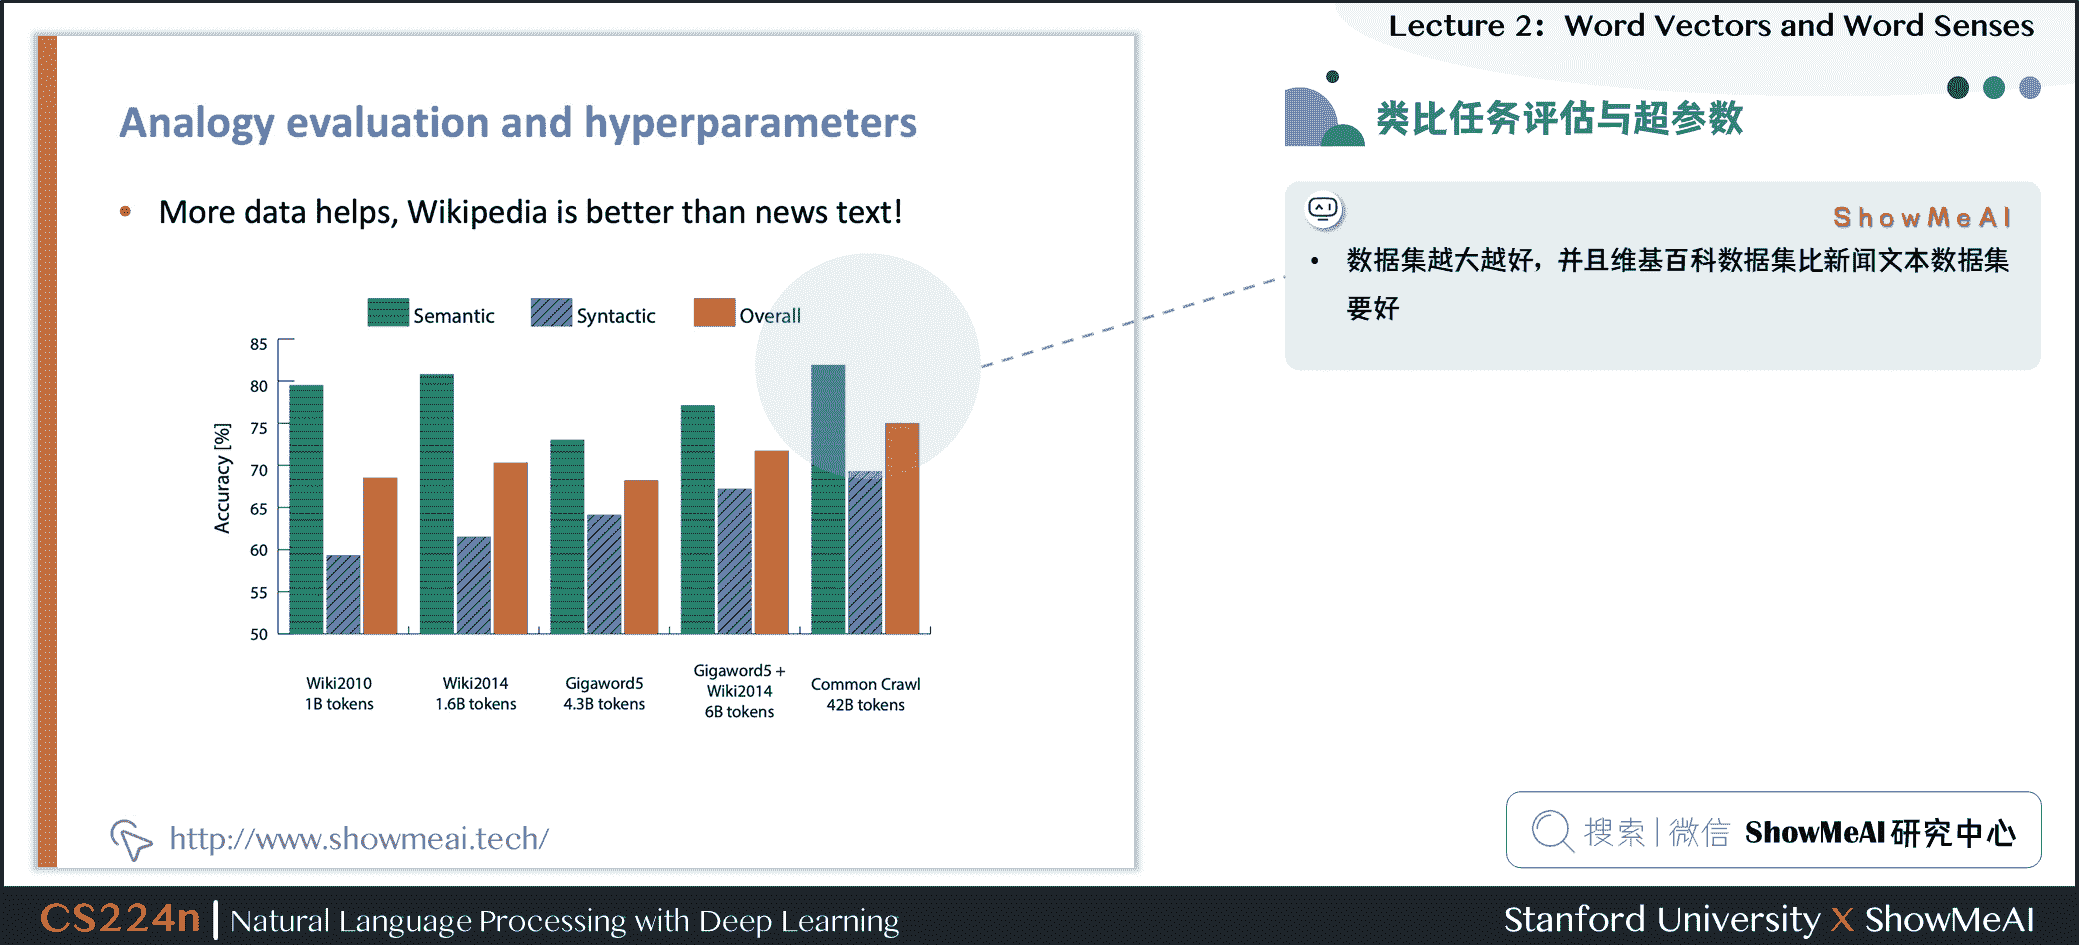 Lecture 2: Word Vectors and Word Senses
Analogy evaluation and hyperparameters
• More data helps, Wikipedia is better than news text!
Semantic Syntactic Overall
Accuracy [%]
85
80
75
70
65
60
55
50
Wiki2010
1B tokens
Wiki2014
1.6B tokens
Gigaword5
4.3B tokens
Gigaword5 +
Wiki2014
6B tokens
Common Crawl
42B tokens
http://www.showmeai.tech/
类比任务评估与超参数
ShowMeAI
• 数据集越大越好，并且维基百科数据集比新闻文本数据集
要好
搜索 | 微信 ShowMeAI 研究中心
CS224n | Natural Language Processing with Deep Learning
Stanford University X ShowMeAI